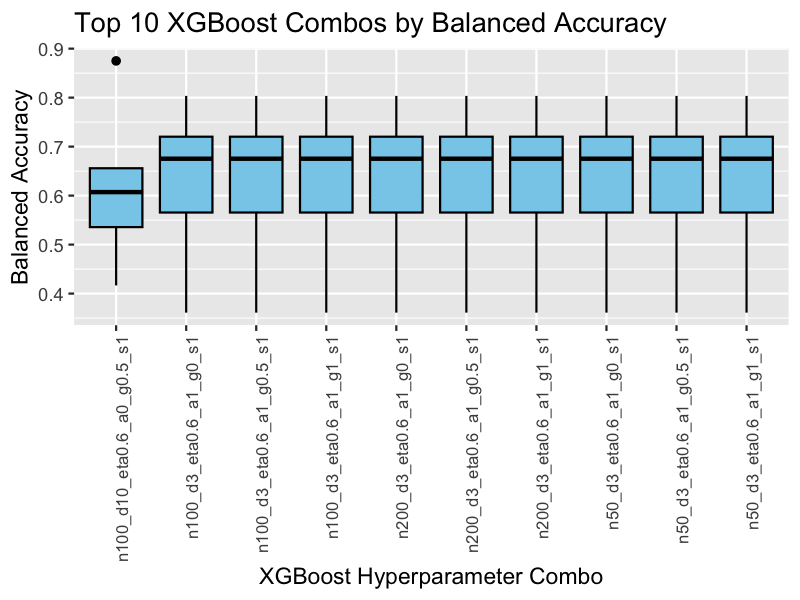 Top 10 XGBoost Combos by Balanced Accuracy
Balanced Accuracy
0.9
0.8
0.7
0.6
0.5
0.4
n100_d10_eta0.6_a0_g0.5_s1
n100_d3_eta0.6_a1_g0_s1
n100_d3_eta0.6_a1_g0.5_s1
n100_d3_eta0.6_a1_g1_s1
n200_d3_eta0.6_a1_g0_s1
n200_d3_eta0.6_a1_g0.5_s1
n200_d3_eta0.6_a1_g1_s1
n50_d3_eta0.6_a1_g0_s1
n50_d3_eta0.6_a1_g0.5_s1
n50_d3_eta0.6_a1_g1_s1
XGBoost Hyperparameter Combo